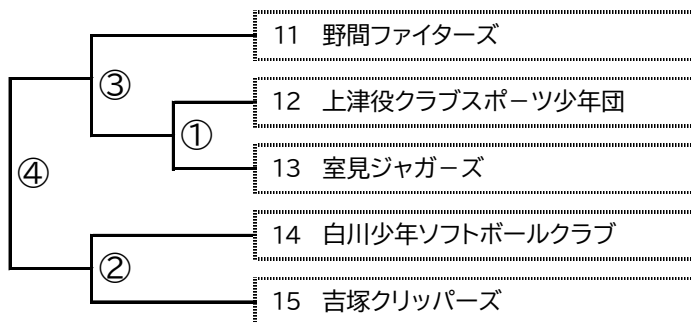 11 野間ファイターズ
③
12 上津役クラブスポーツ少年団
①
13 室見ジャガーズ
④
14 白川少年ソフトボールクラブ
②
15 吉塚クリッパーズ